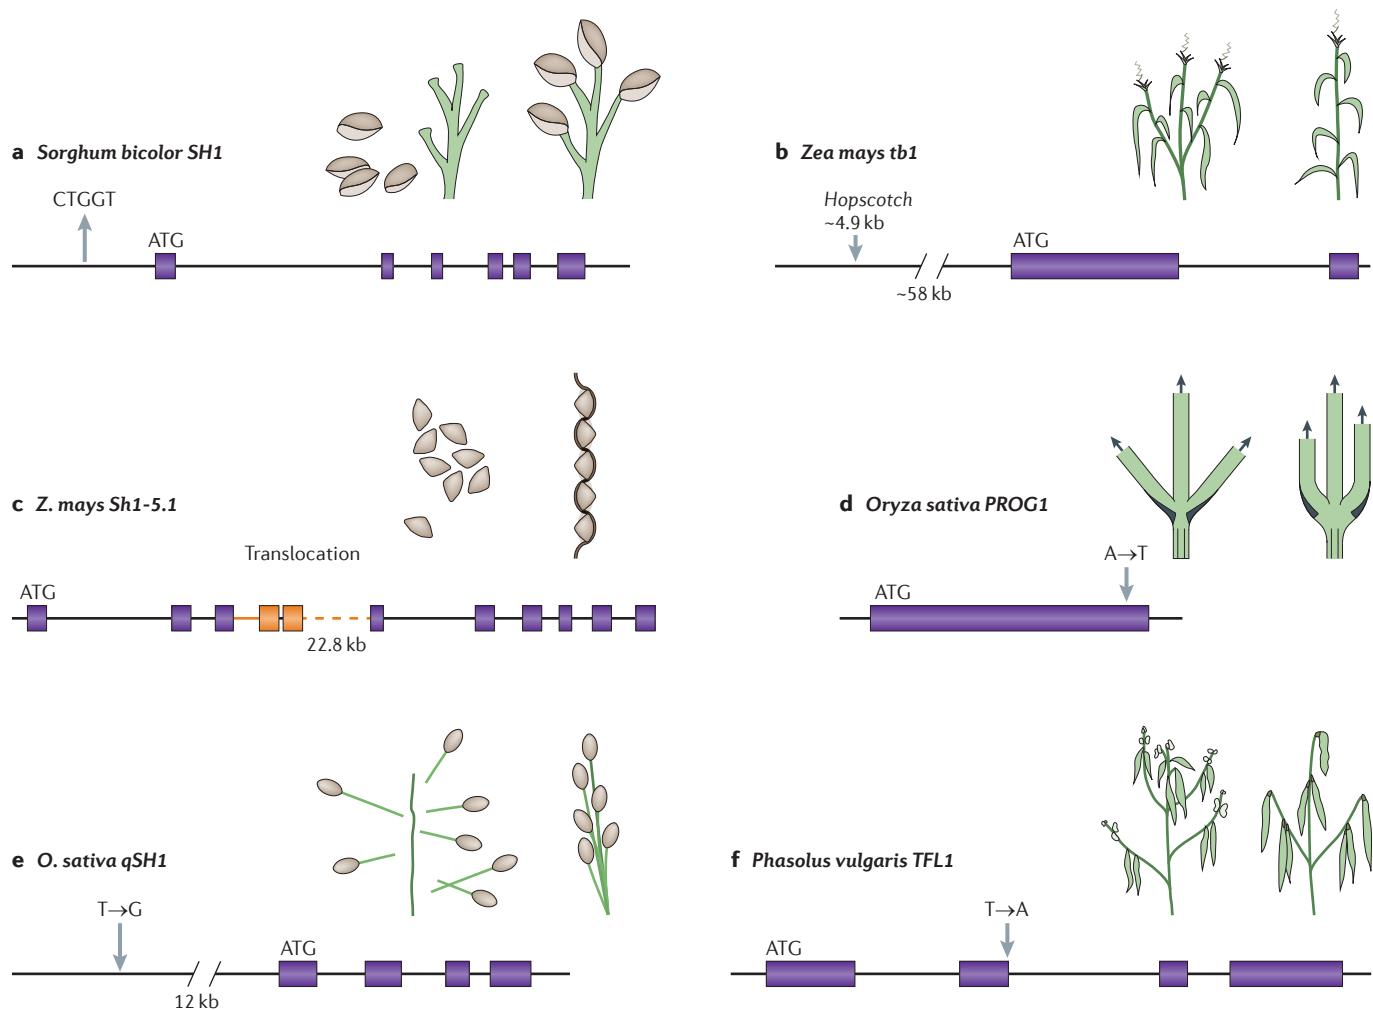 a Sorghum bicolor SH1
CTGGT
ATG
b Zea mays tb1
Hopscotch
~4.9 kb
ATG
~58 kb
c Z. mays Sh1-5.1
Translocation
ATG
22.8 kb
d Oryza sativa PROG1
A→T
ATG
e O. sativa qSH1
T→G
ATG
12 kb
f Phasolus vulgaris TFL1
T→A
ATG